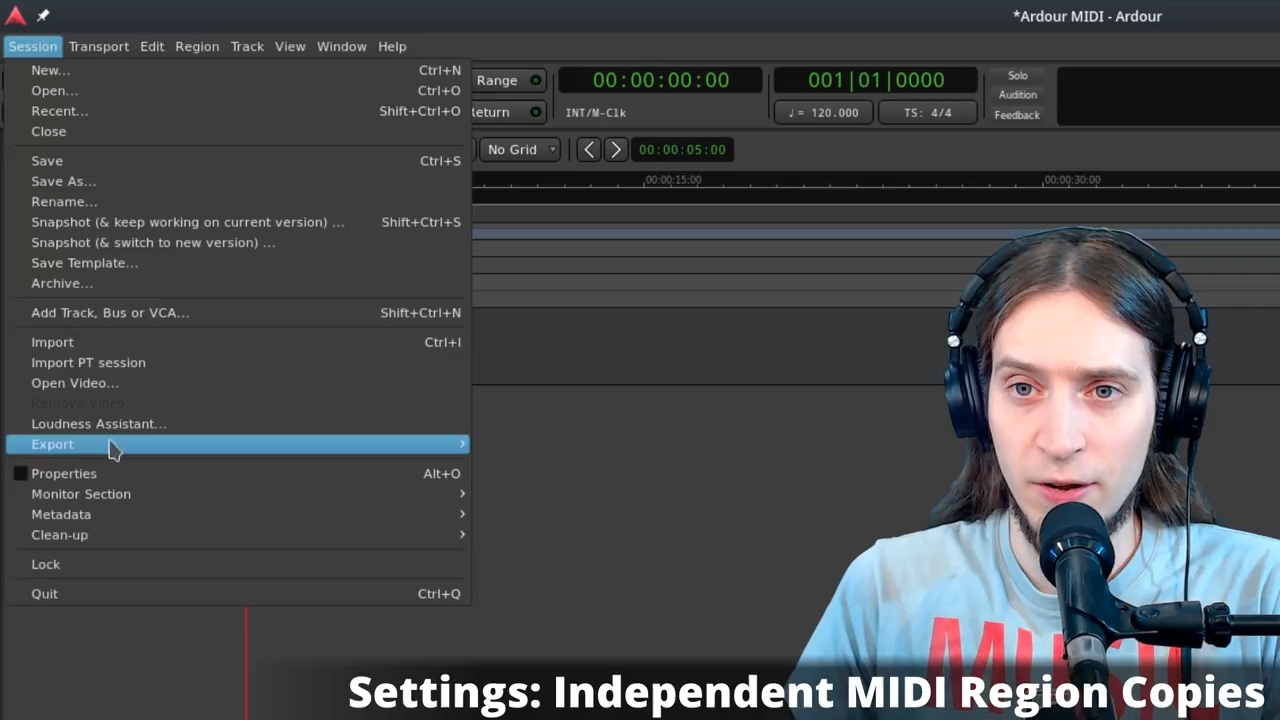 *Ardour MIDI - Ardour
Session Transport Edit Region Track View Window Help
New... Ctrl+N
Open... Ctrl+O
Recent... Shift+Ctrl+O
Close
Save Ctrl+S
Save As...
Rename...
Snapshot (& keep working on current version) ... Shift+Ctrl+S
Snapshot (& switch to new version) ...
Save Template...
Archive...
Add Track, Bus or VCA... Shift+Ctrl+N
Import Ctrl+I
Import PT session
Open Video...
Remove Video
Loudness Assistant...
Export
Properties Alt+O
Monitor Section
Metadata
Clean-up
Lock
Quit Ctrl+Q
Range 00:00:00:00 001|01|0000 Solo
Audition
Return INT/M-Clk ♩ = 120.000 TS: 4/4 Feedback
No Grid < > 00:00:05:00
00:00:15:00 00:00:30:00
MUSIC
Settings: Independent MIDI Region Copies